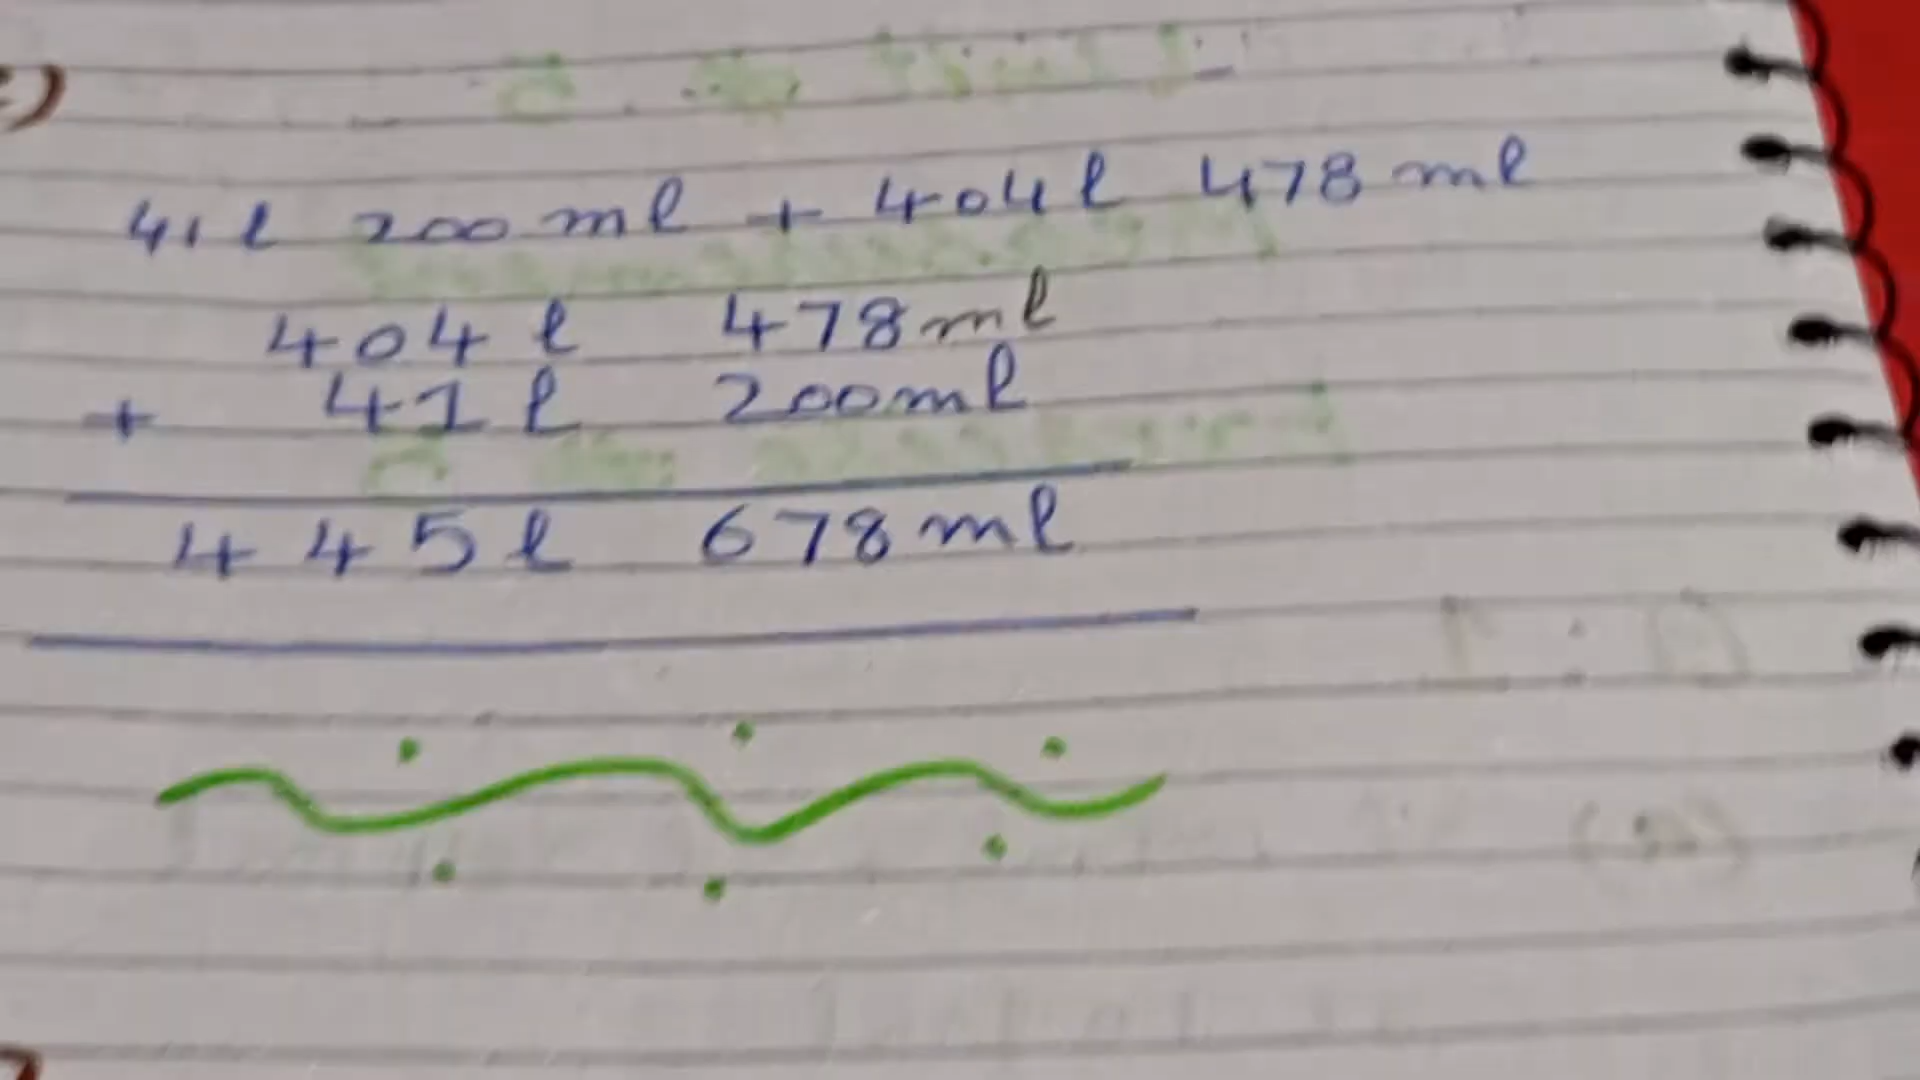 41 l 200 ml + 404 l 478 ml
404 l 478 ml
+ 41 l 200 ml
445 l 678 ml